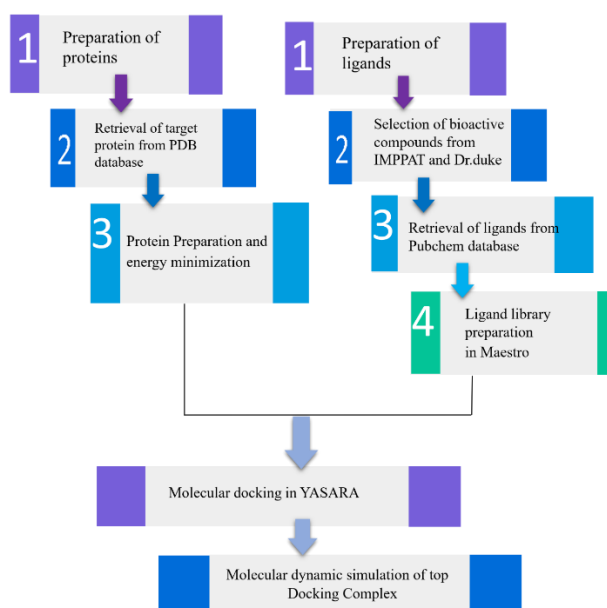 1
Preparation of
proteins
2
Retrieval of target
protein from PDB
database
3
Protein Preparation and
energy minimization
1
Preparation of
ligands
2
Selection of bioactive
compounds from
IMPPAT and Dr.duke
3
Retrieval of ligands from
Pubchem database
4
Ligand library
preparation
in Maestro
Molecular docking in YASARA
Molecular dynamic simulation of top
Docking Complex